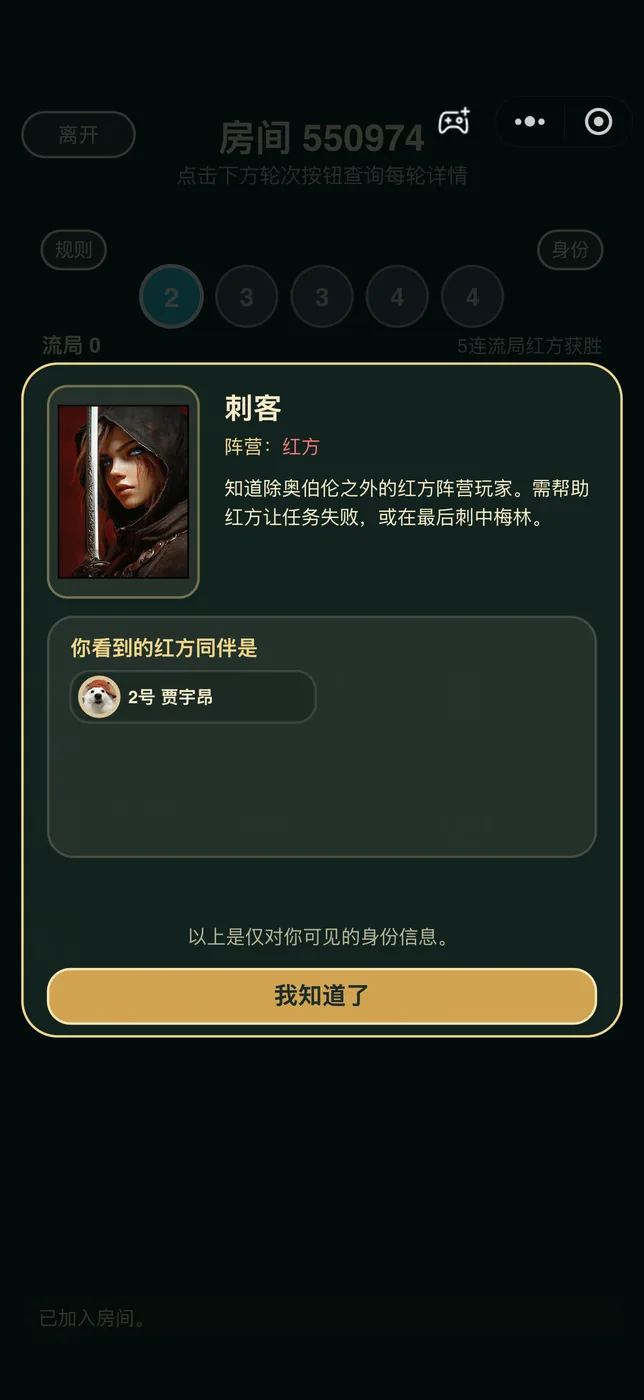 离开
房间 550974
点击下方轮次按钮查询每轮详情
规则
身份
2
3
3
4
4
流局 0
5连流局红方获胜
刺客
阵营：红方
知道除奥伯伦之外的红方阵营玩家。需帮助
红方让任务失败，或在最后刺中梅林。
你看到的红方同伴是
2号 贾宇昂
以上是仅对你可见的身份信息。
我知道了
已加入房间。